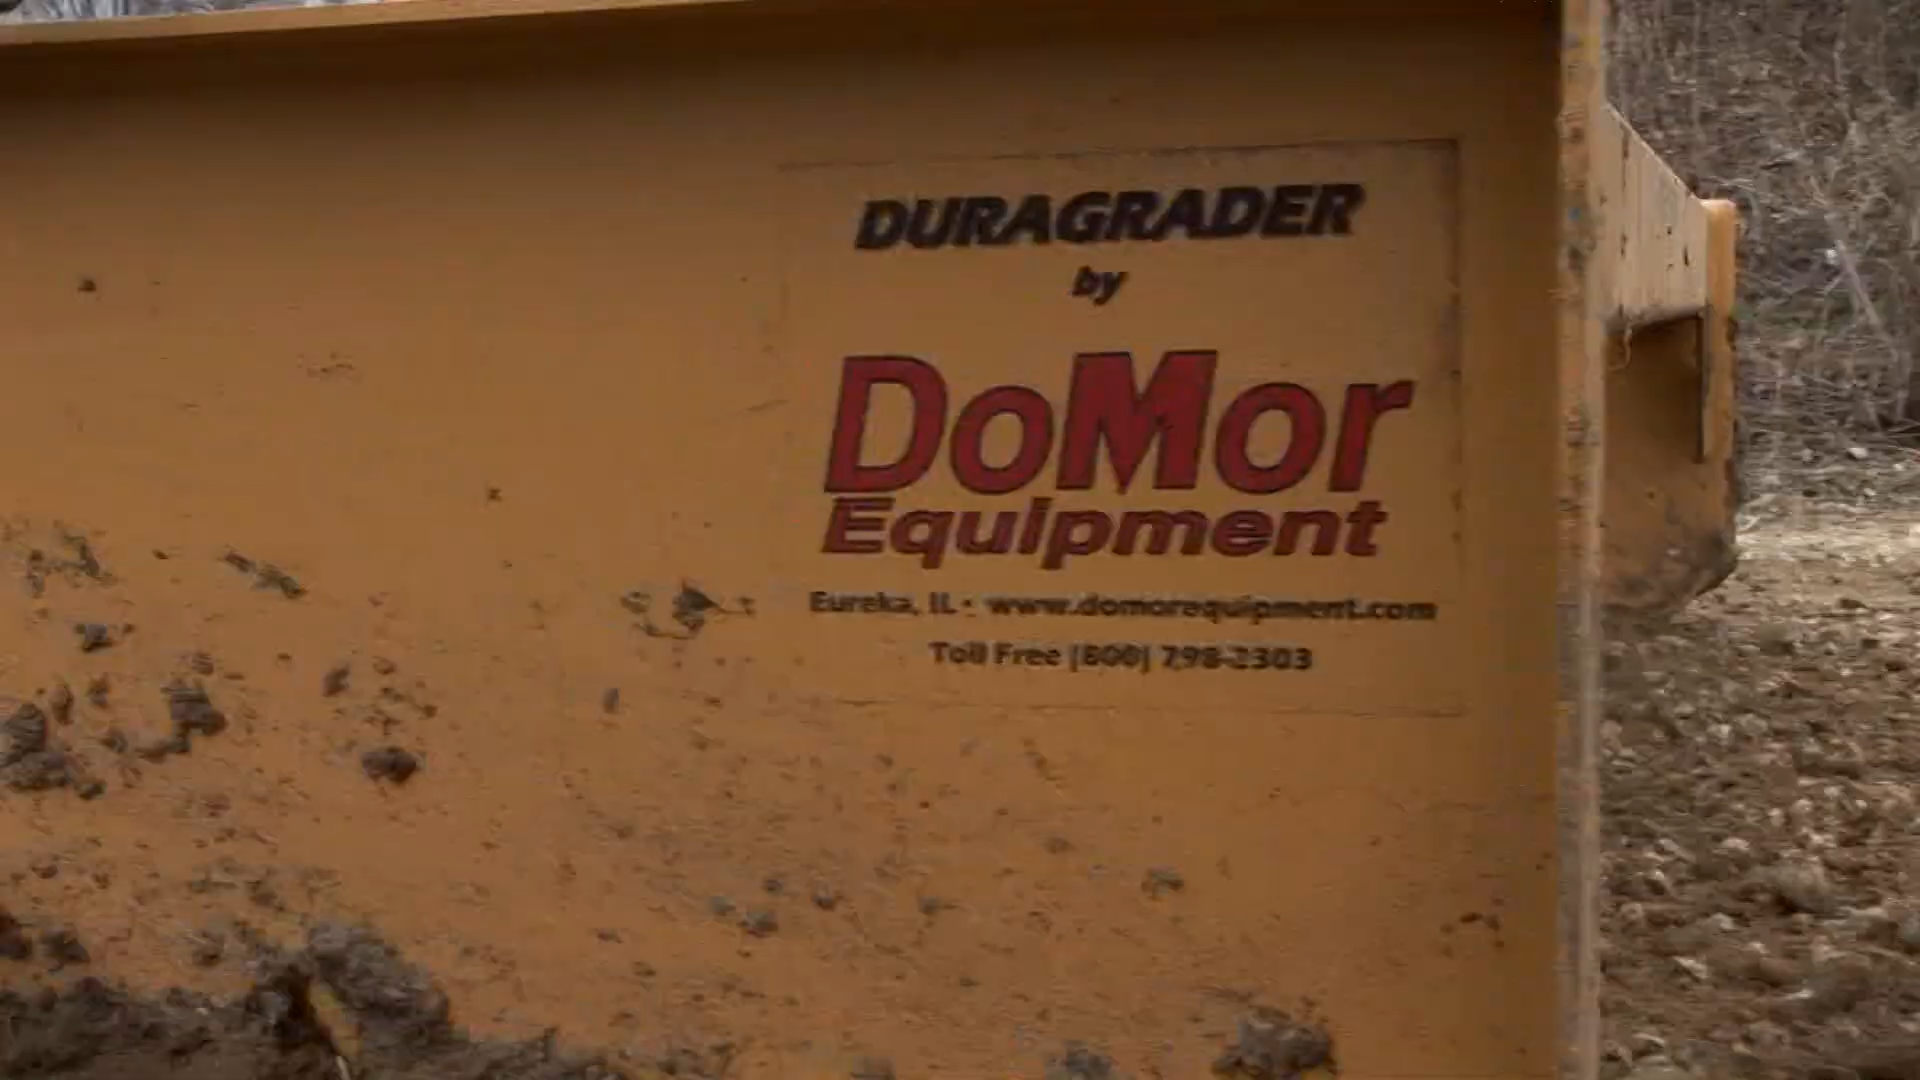 DURAGRADER
by
DoMor
Equipment
Eureka, IL • www.domorequipment.com
Toll Free (800) 798-2303